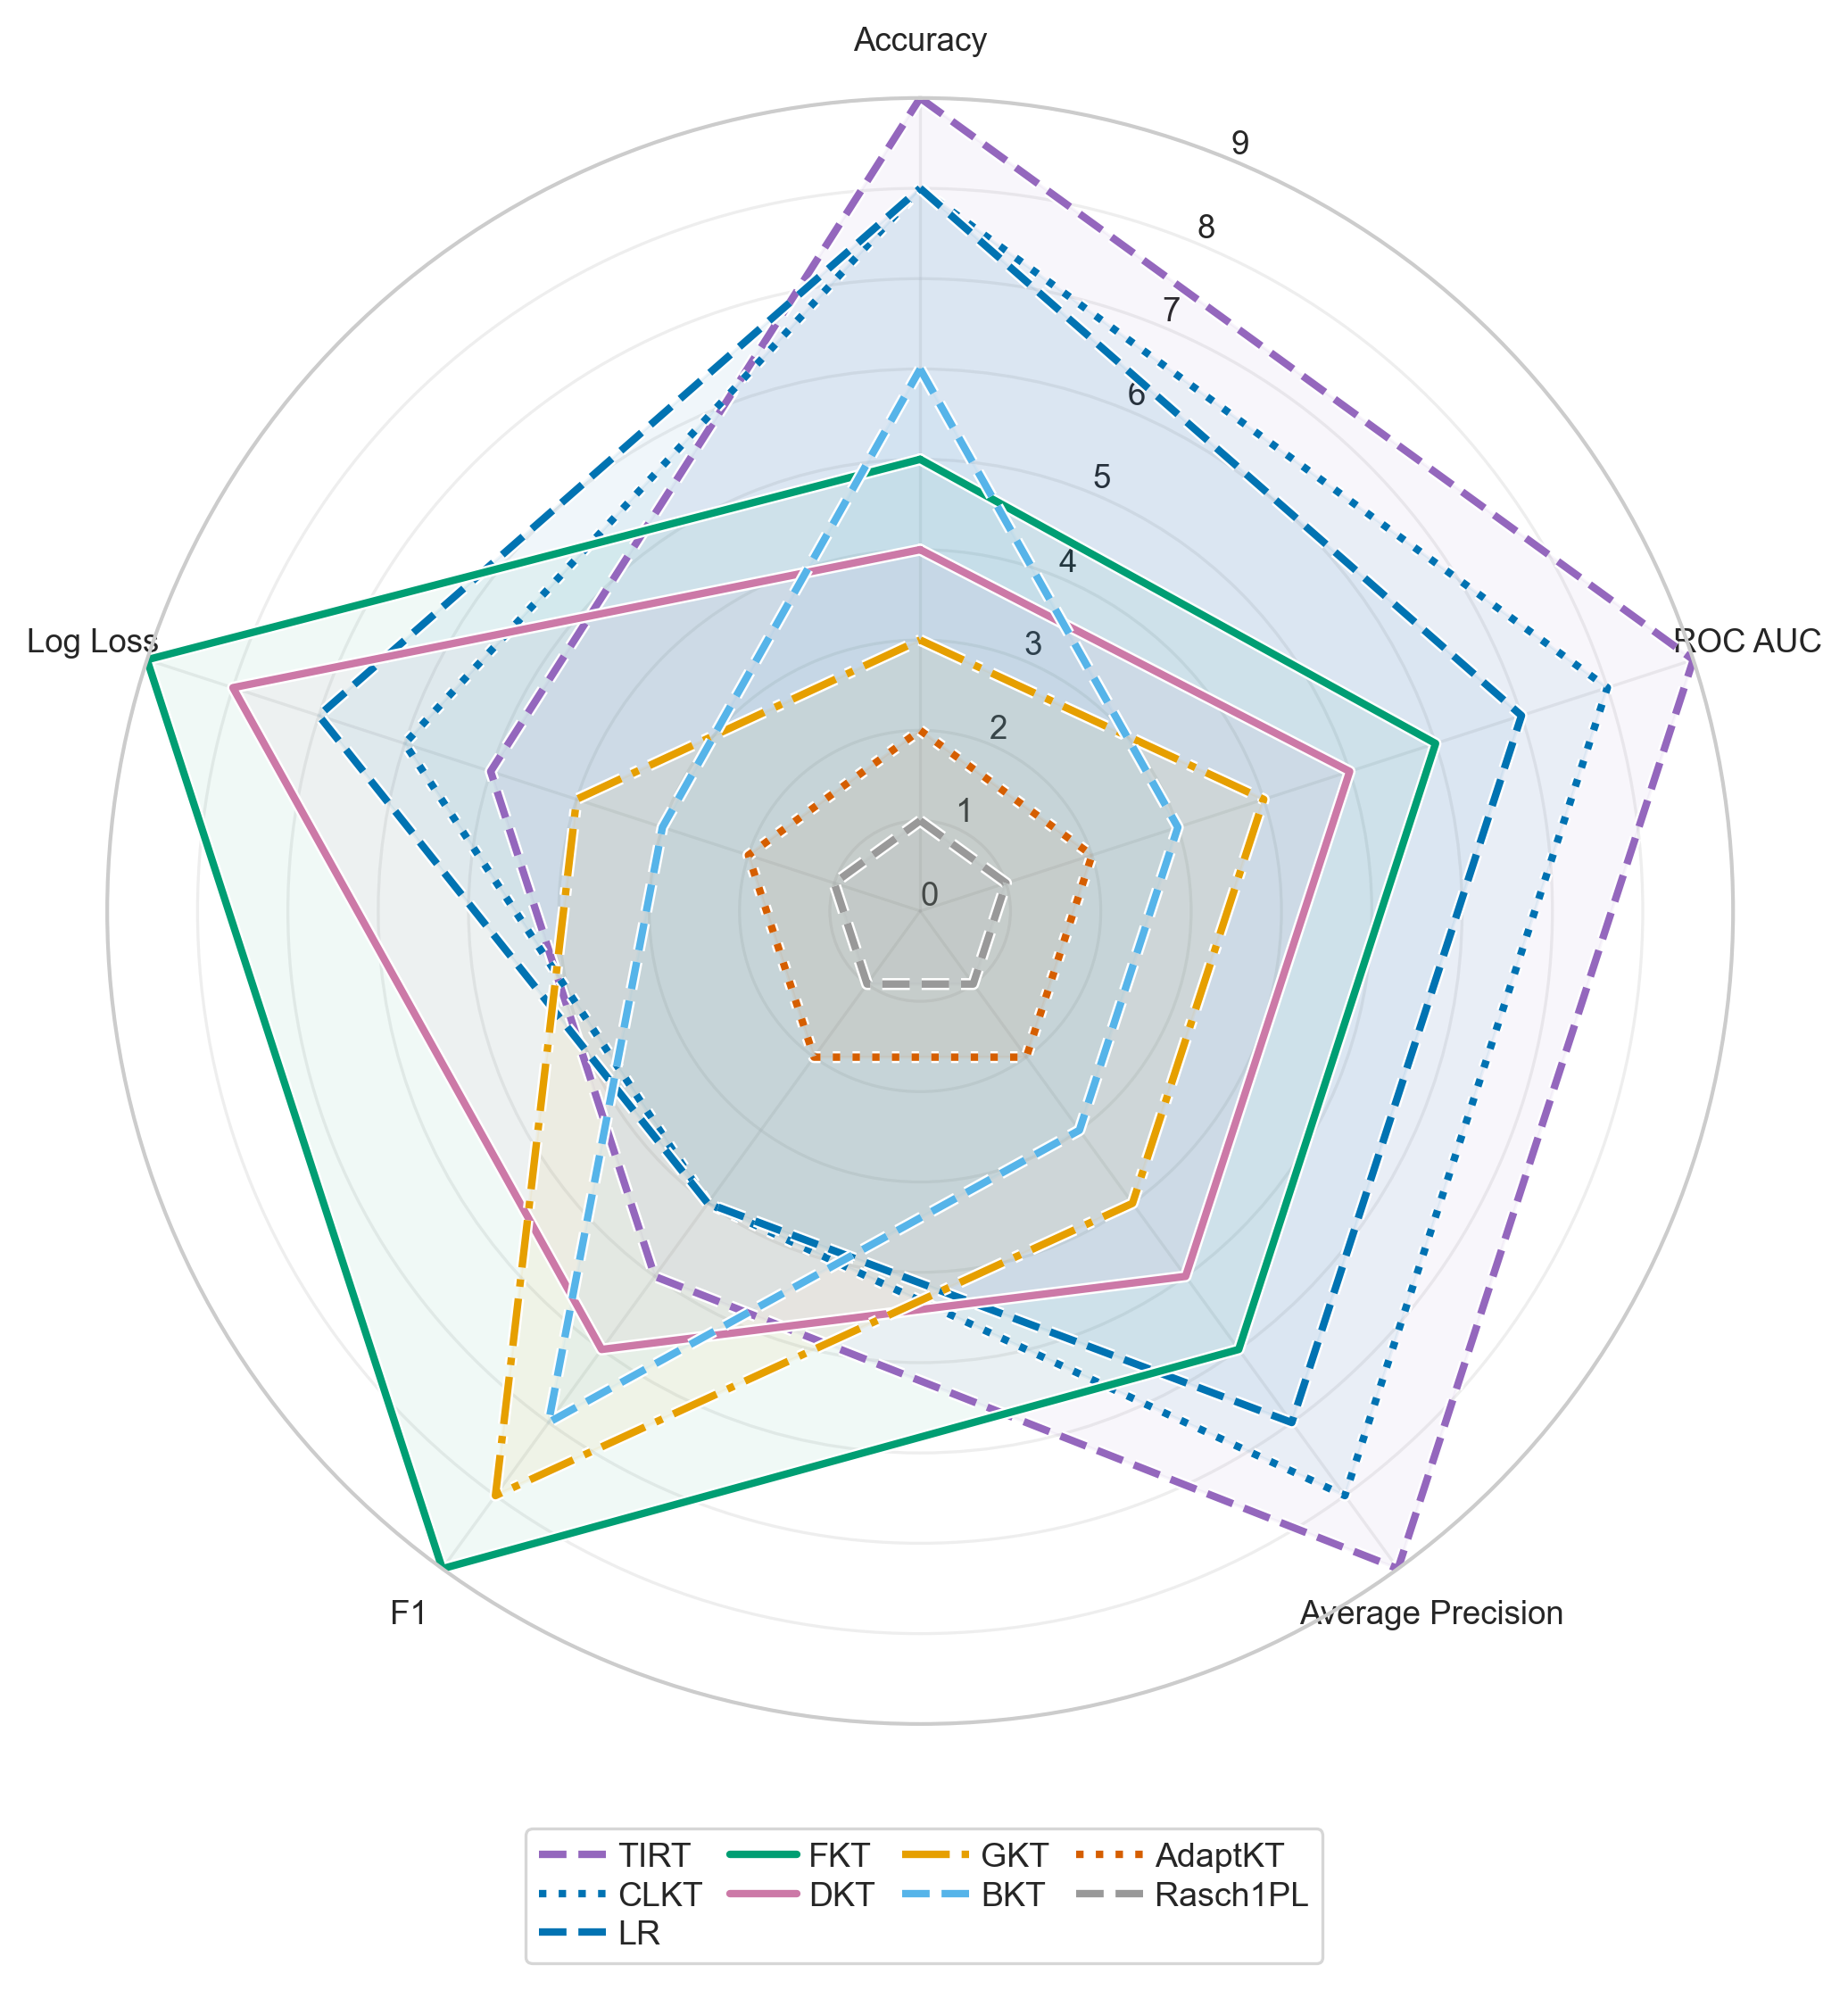 Accuracy
9
8
7
6
5
4
3
2
1
0
Log Loss
ROC AUC
F1
Average Precision
TIRT FKT GKT AdaptKT
CLKT DKT BKT Rasch1PL
LR